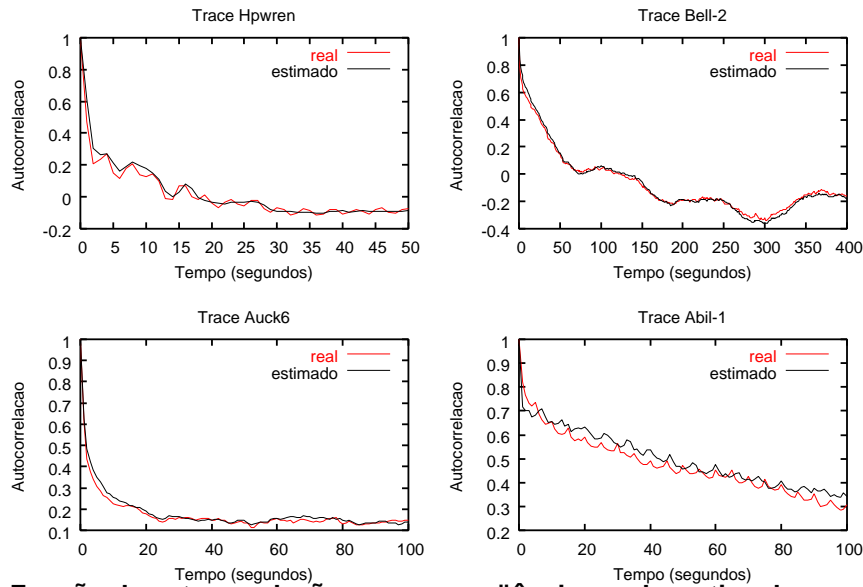 Trace Hpwren
Autocorrelacao
1
0.8
0.6
0.4
0.2
0
-0.2
real
estimado
0 5 10 15 20 25 30 35 40 45 50
Tempo (segundos)
Trace Bell-2
Autocorrelacao
1
0.8
0.6
0.4
0.2
0
-0.2
-0.4
real
estimado
0 50 100 150 200 250 300 350 400
Tempo (segundos)
Trace Auck6
Autocorrelacao
1
0.9
0.8
0.7
0.6
0.5
0.4
0.3
0.2
0.1
real
estimado
0 20 40 60 80 100
Tempo (segundos)
Trace Abil-1
Autocorrelacao
1
0.9
0.8
0.7
0.6
0.5
0.4
0.3
0.2
real
estimado
0 20 40 60 80 100
Tempo (segundos)